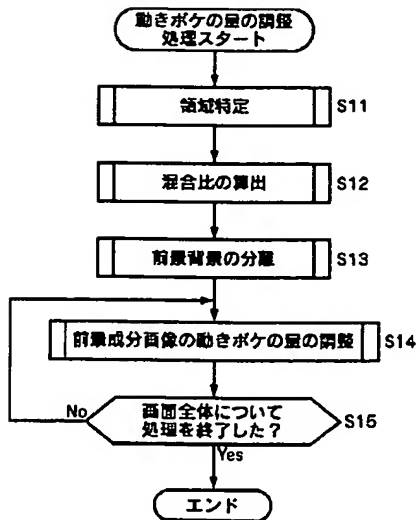 動きボケの量の調整
処理スタート
領域特定
S11
混合比の算出
S12
前景背景の分離
S13
前景成分画像の動きボケの量の調整
S14
No
画面全体について
処理を終了した？
S15
Yes
エンド